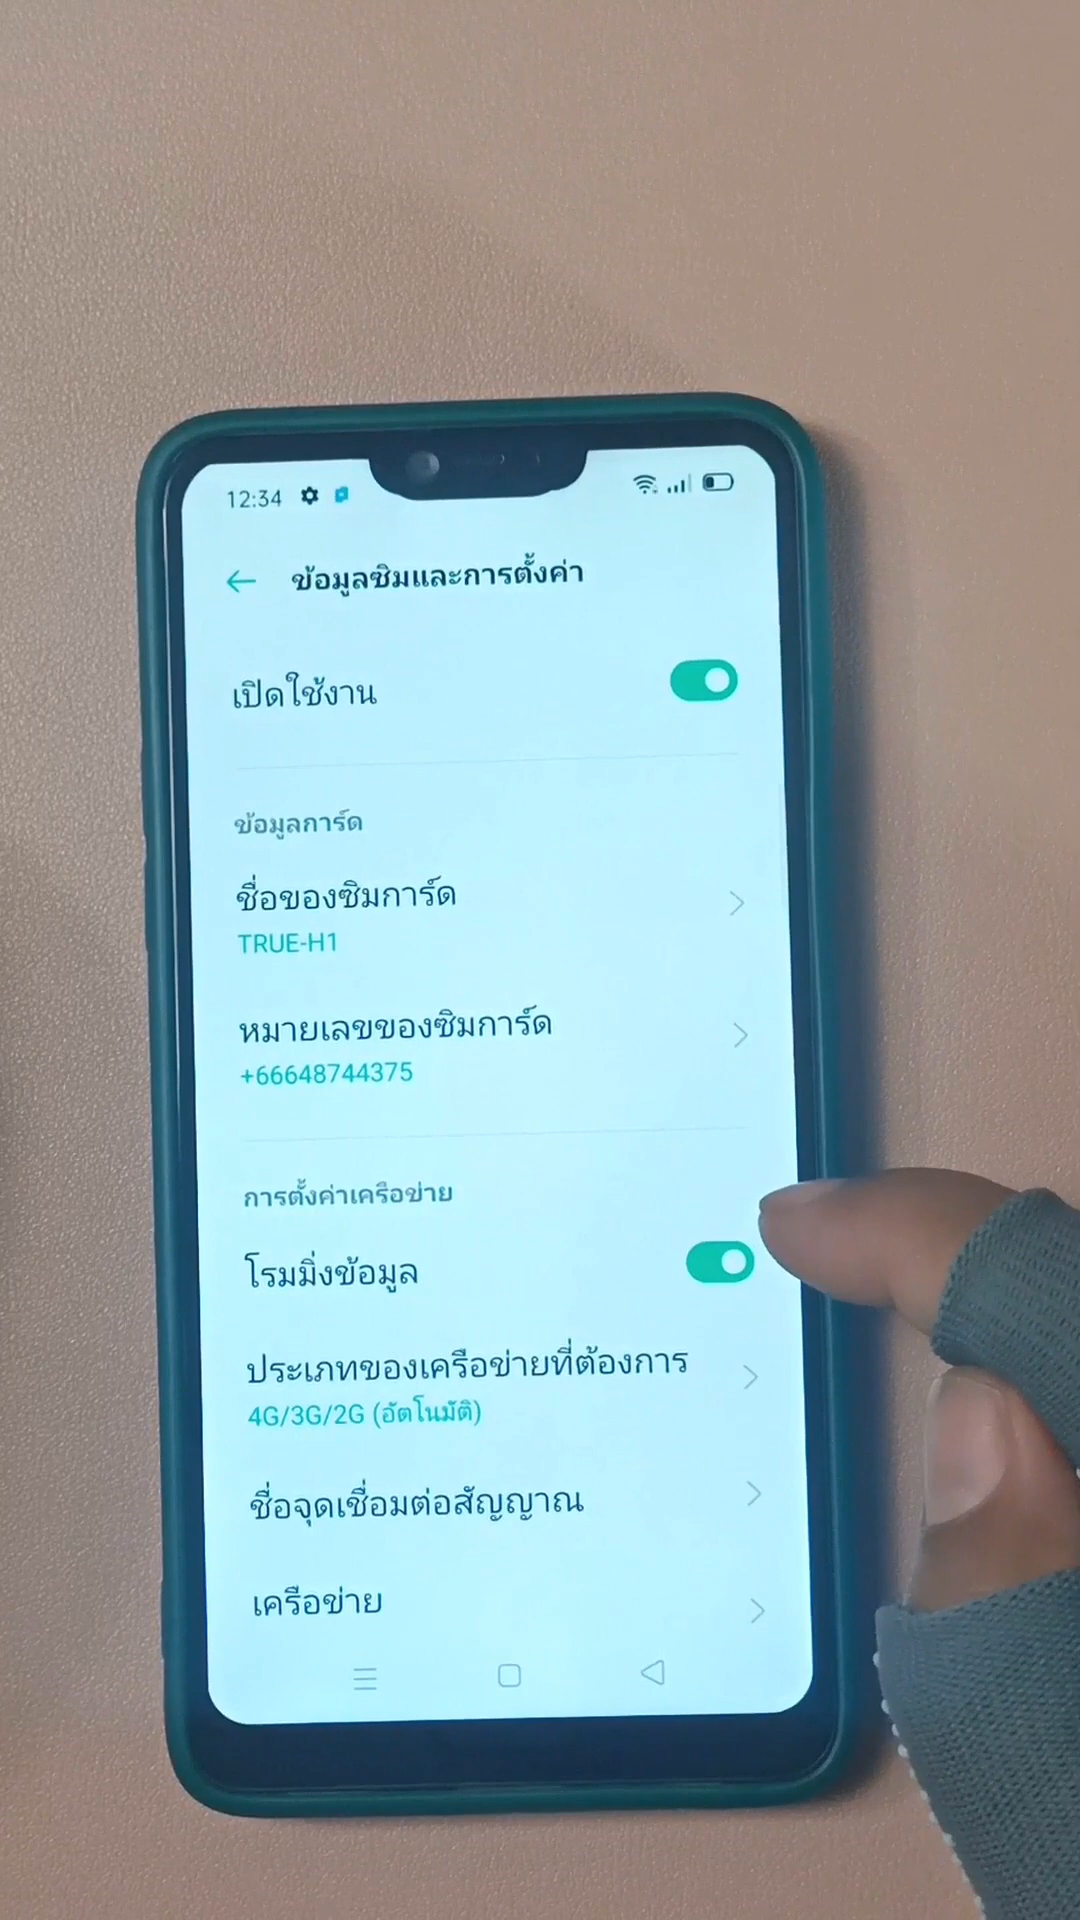 12:34
ข้อมูลซิมและการตั้งค่า
เปิดใช้งาน
ข้อมูลการ์ด
ชื่อของซิมการ์ด
TRUE-H1
หมายเลขของซิมการ์ด
+66648744375
การตั้งค่าเครือข่าย
โรมมิ่งข้อมูล
ประเภทของเครือข่ายที่ต้องการ
4G/3G/2G (อัตโนมัติ)
ชื่อจุดเชื่อมต่อสัญญาณ
เครือข่าย